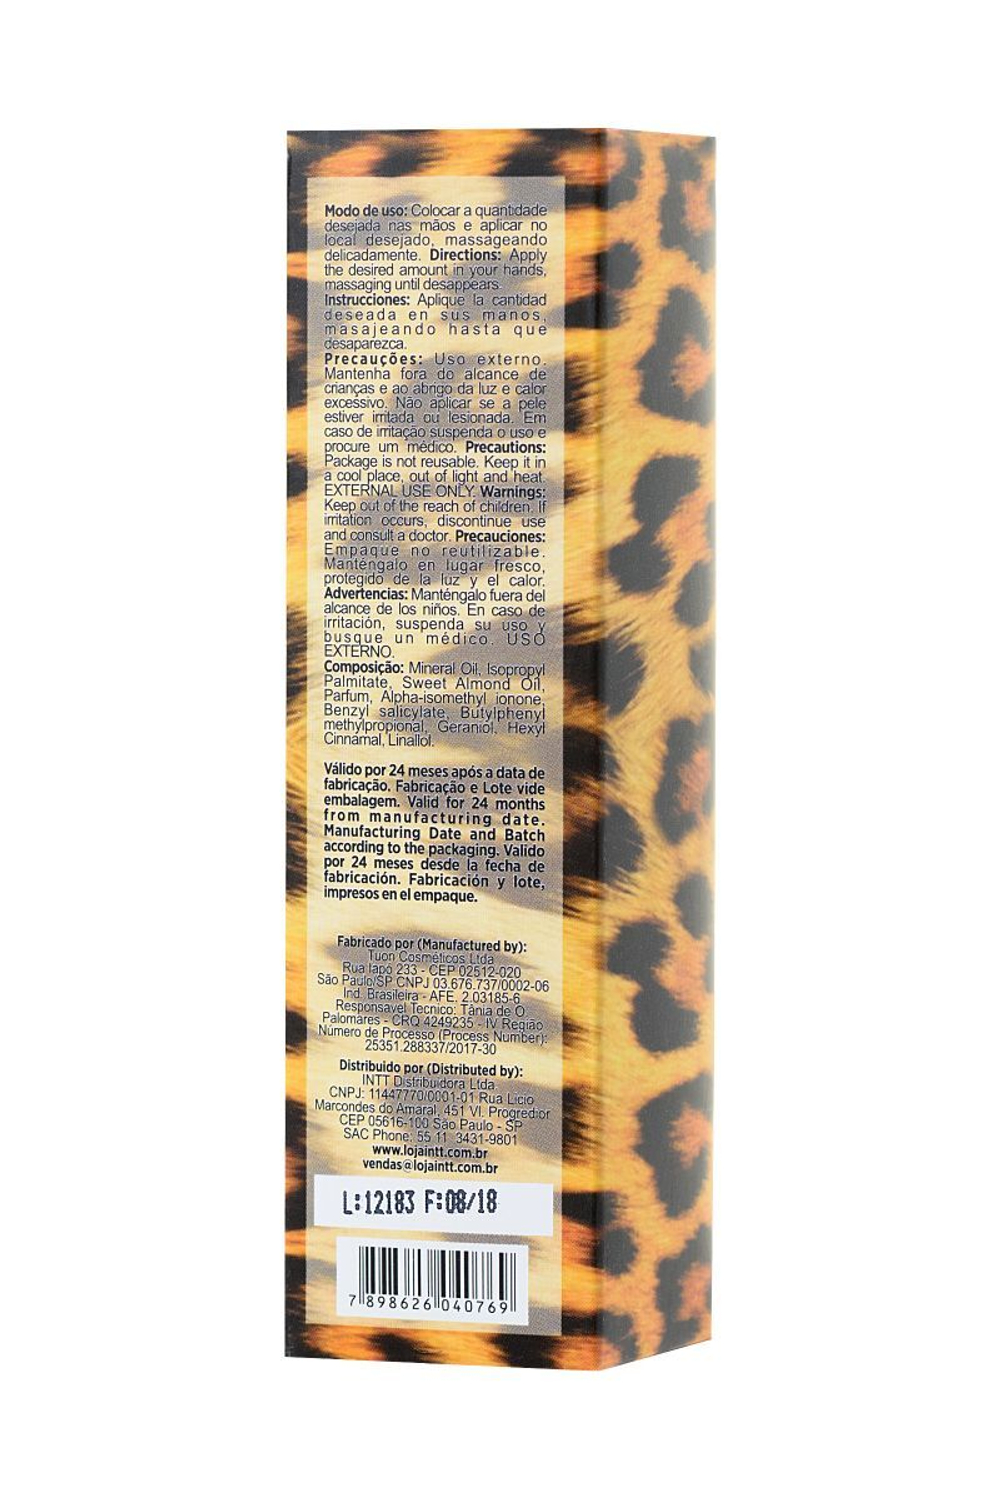 Modo de uso: Colocar a quantidade
desejada nas mãos e aplicar no
local desejado, massageando
delicadamente. Directions: Apply
the desired amount in your hands,
massaging until desappears.
Instrucciones: Aplique la cantidad
deseada en sus manos,
masajeando hasta que
desaparezca.
Precauções: Uso externo.
Mantenha fora do alcance de
crianças e ao abrigo da luz e calor
excessivo. Não aplicar se a pele
estiver irritada ou lesionada. Em
caso de irritação suspenda o uso e
procure um médico. Precautions:
Package is not reusable. Keep it in
a cool place, out of light and heat.
EXTERNAL USE ONLY. Warnings:
Keep out of the reach of children. If
irritation occurs, discontinue use
and consult a doctor. Precauciones:
Empaque no reutilizable.
Manténgalo en lugar fresco,
protegido de la luz y el calor.
Advertencias: Manténgalo fuera del
alcance de los niños. En caso de
irritación, suspenda su uso y
busque un médico. USO
EXTERNO.
Composição: Mineral Oil, Isopropyl
Palmitate, Sweet Almond Oil,
Parfum, Alpha-isomethyl ionone,
Benzyl salicylate, Butylphenyl
methylpropional, Geraniol, Hexyl
Cinnamal, Linallol.
Válido por 24 meses após a data de
fabricação. Fabricação e Lote vide
embalagem. Valid for 24 months
from manufacturing date.
Manufacturing Date and Batch
according to the packaging. Valido
por 24 meses desde la fecha de
fabricación. Fabricación y lote,
impresos en el empaque.
Fabricado por (Manufactured by):
Tuon Cosméticos Ltda
Rua Iapó 233 - CEP 02512-020
São Paulo/SP CNPJ 03.676.737/0002-06
Ind. Brasileira - AFE. 2.03185-6
Responsavel Tecnico: Tânia de O.
Palomares - CRQ 4249235 - IV Região
Número de Processo (Process Number):
25351.288337/2017-30
Distribuido por (Distributed by):
INTT Distribuidora Ltda.
CNPJ: 11447770/0001-01 Rua Lício
Marcondes do Amaral, 451 Vl. Progredior
CEP 05616-100 São Paulo - SP
SAC Phone: 55 11 3431-9801
www.lojaintt.com.br
vendas@lojaintt.com.br
L:12183 F:08/18
7 898626 040769